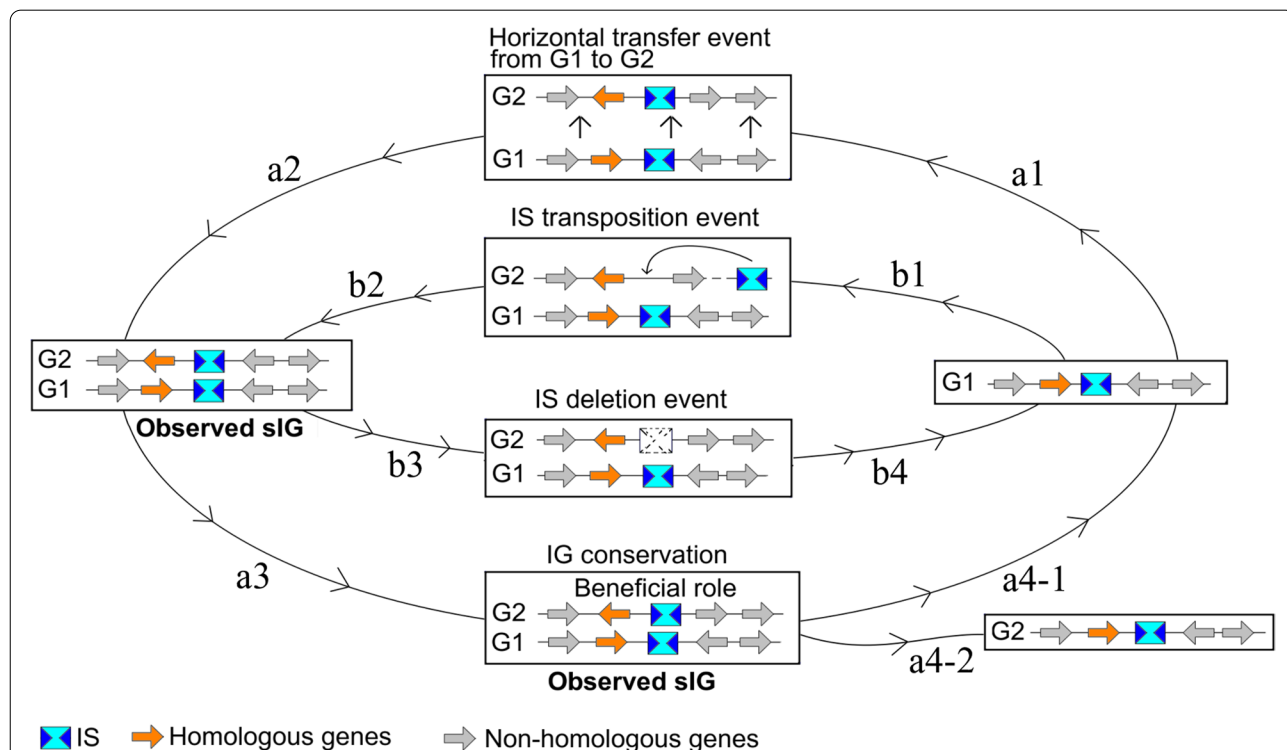 Horizontal transfer event
from G1 to G2
G2
G1
a2
a1
IS transposition event
G2
G1
b2
b1
G2
G1
Observed sIG
G1
IS deletion event
G2
G1
b3
b4
IG conservation
Beneficial role
G2
G1
Observed sIG
a3
a4-1
a4-2
G2
IS
Homologous genes
Non-homologous genes